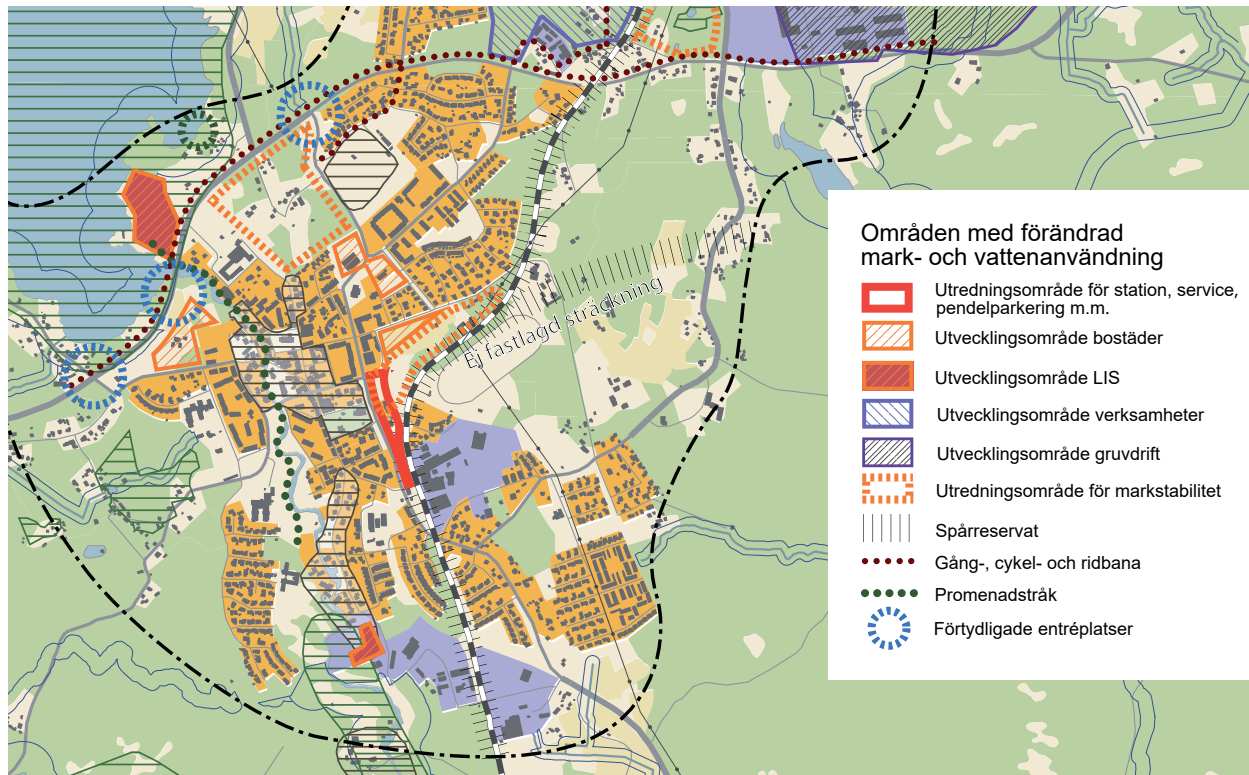 Ej fastlagd sträckning
Områden med förändrad
mark- och vattenanvändning
Utredningsområde för station, service,
pendelparkering m.m.
Utvecklingsområde bostäder
Utvecklingsområde LIS
Utvecklingsområde verksamheter
Utvecklingsområde gruvdrift
Utredningsområde för markstabilitet
Spårreservat
Gång-, cykel- och ridbana
Promenadstråk
Förtydligade entréplatser